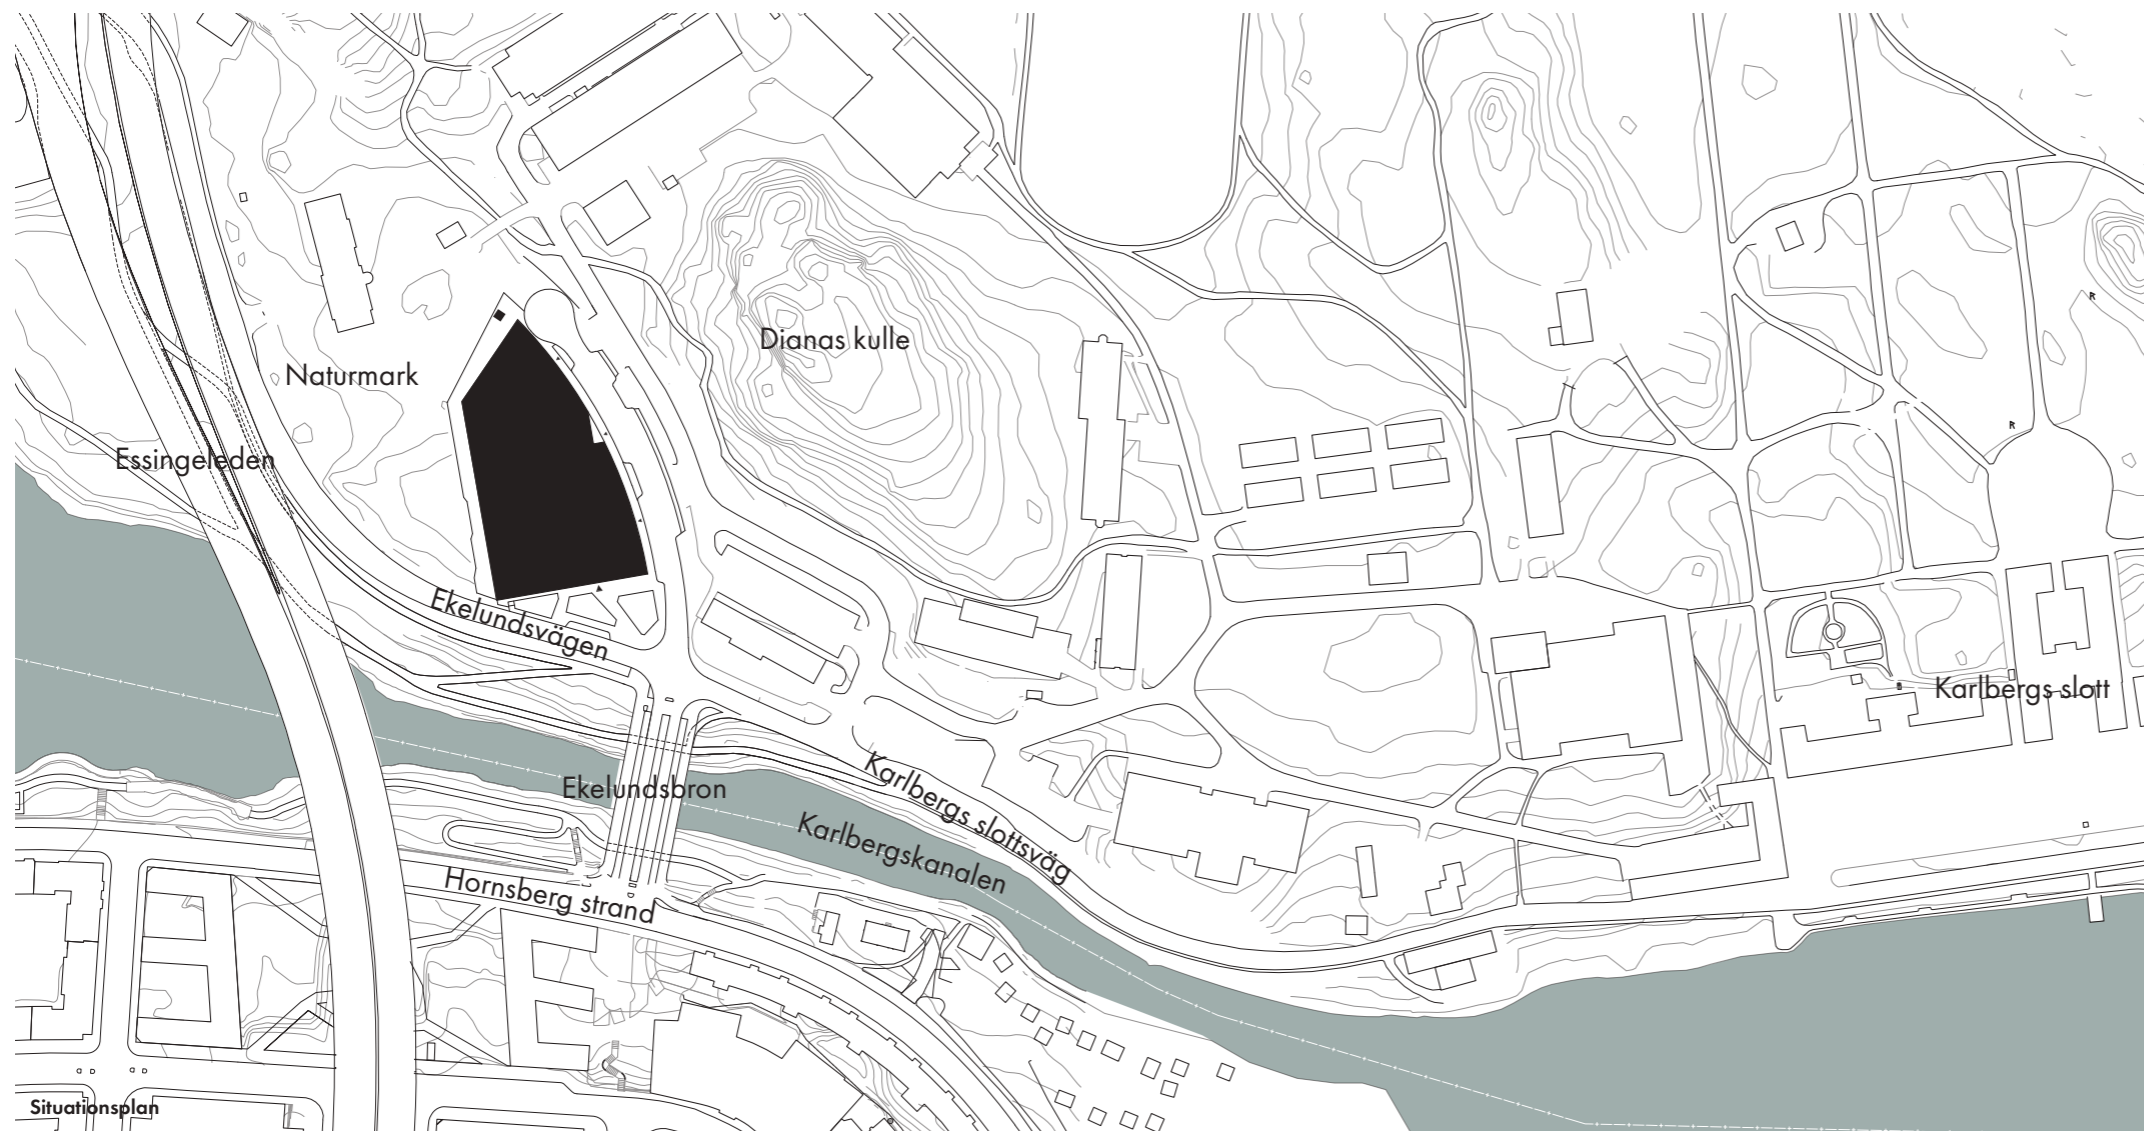 Dianas kulle
Naturmark
Essingeleden
Ekelundsvägen
Karlbergs slott
Ekelundsbron
Karlbergs slottsväg
Karlbergskanalen
Hornsberg strand
Situationsplan